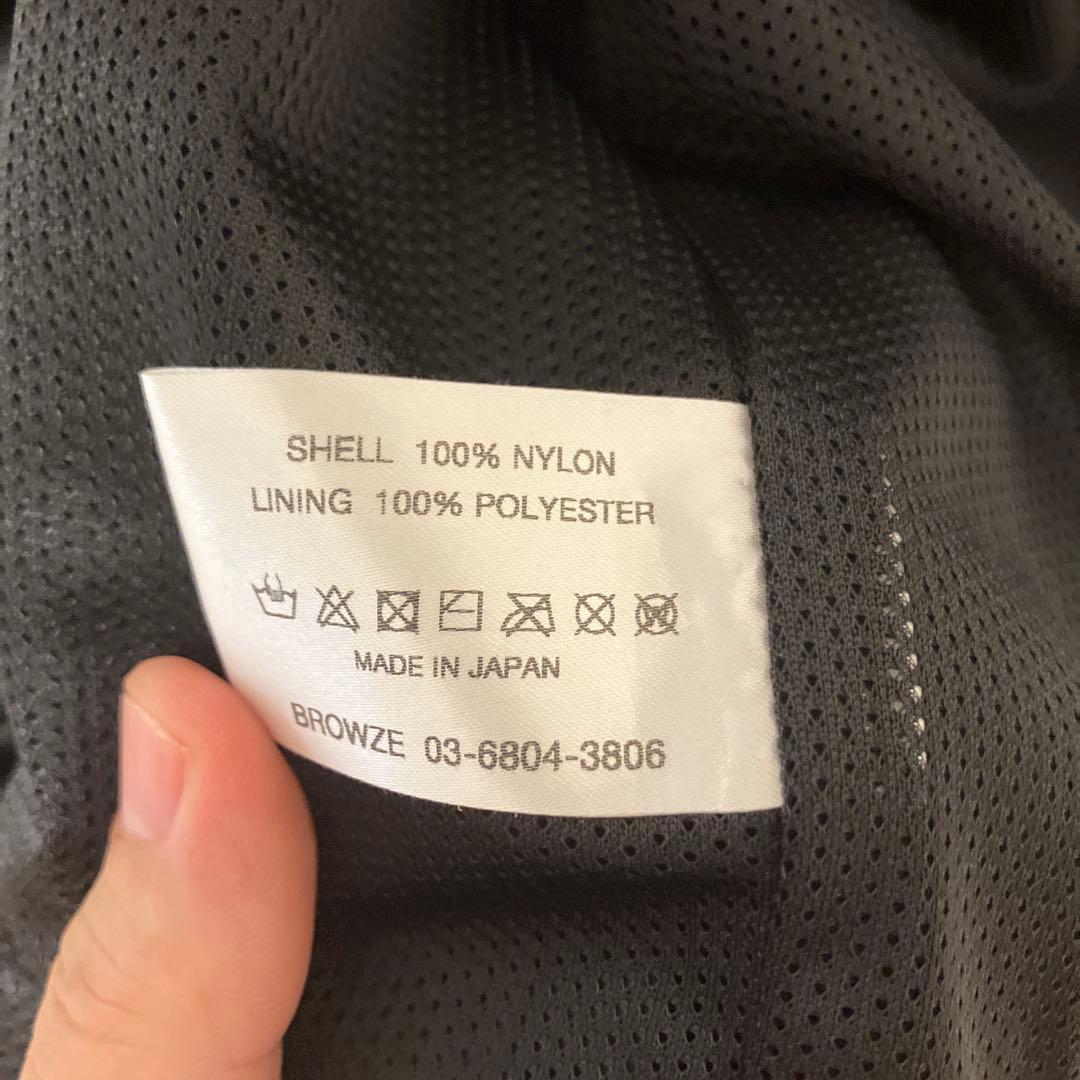 SHELL 100% NYLON
LINING 100% POLYESTER
MADE IN JAPAN
BROWZE 03-6804-3806